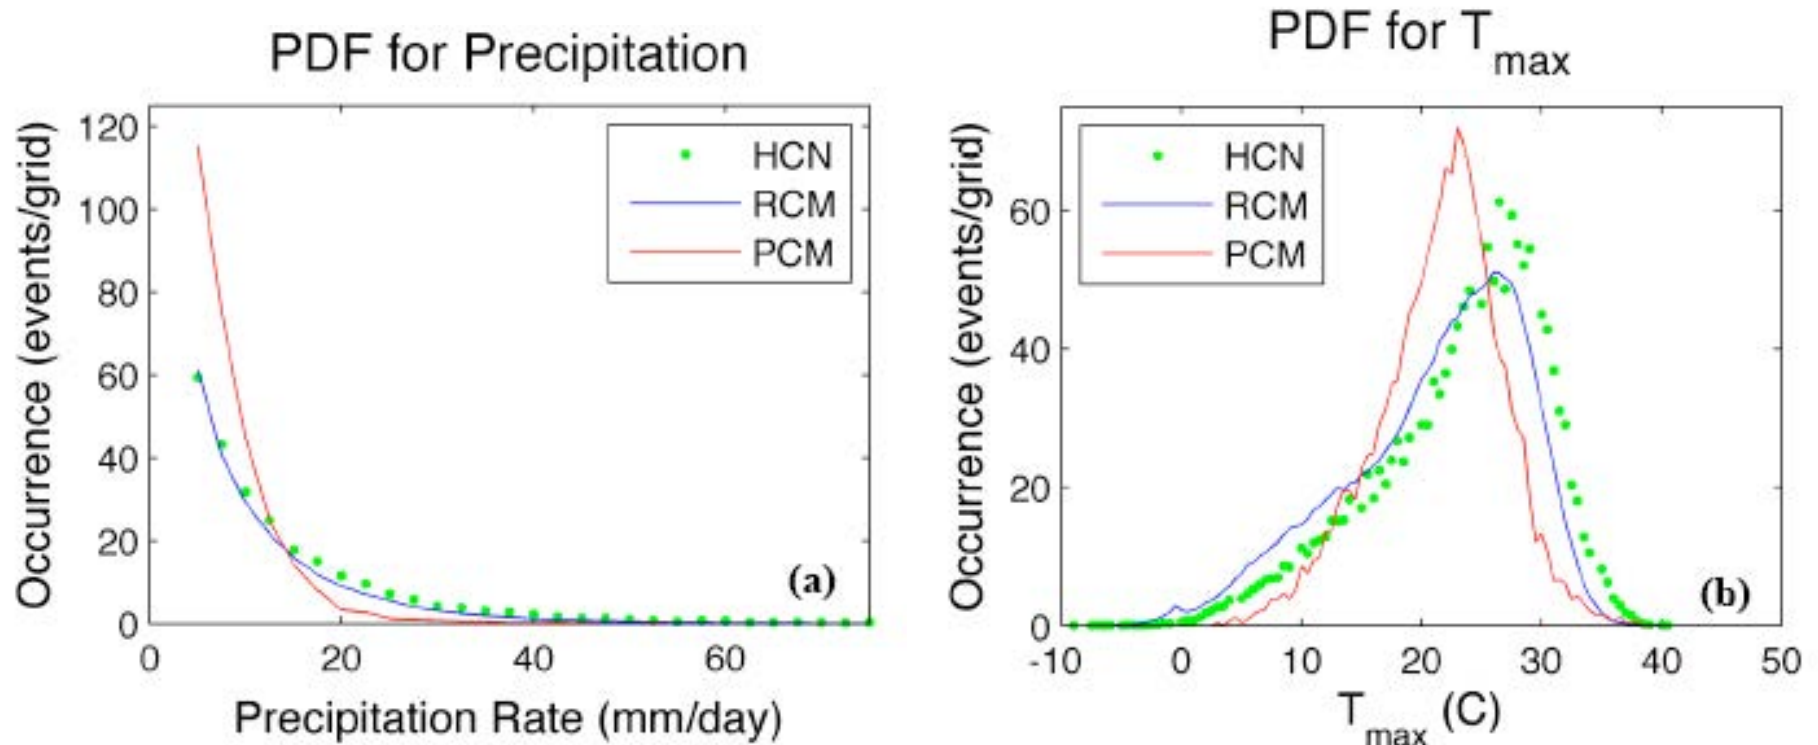 PDF for Precipitation
120
100
80
60
40
20
0
0 20 40 60
Occurrence (events/grid)
Precipitation Rate (mm/day)
HCN
RCM
PCM
(a)
PDF for Tmax
60
40
20
0
-10 0 10 20 30 40 50
Occurrence (events/grid)
Tmax (C)
HCN
RCM
PCM
(b)